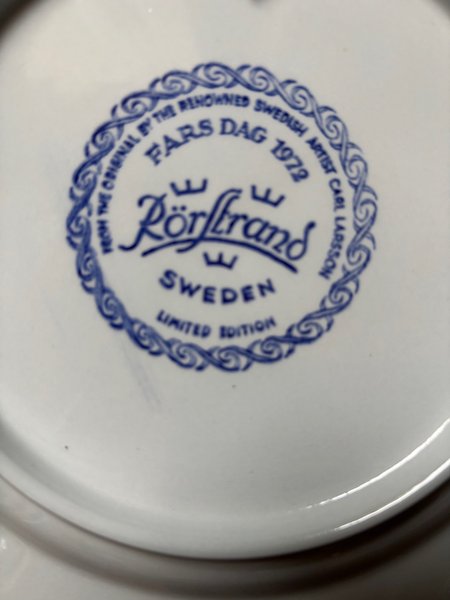 FROM THE ORIGINAL BY THE RENOWNED SWEDISH ARTIST CARL LARSSON
FARS DAG 1972
Rörstrand
SWEDEN
LIMITED EDITION